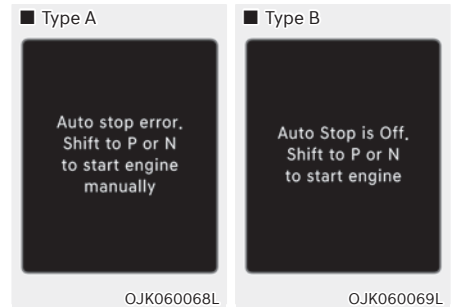 ■ Type A
Auto stop error.
Shift to P or N
to start engine
manually
OJK060068L
■ Type B
Auto Stop is Off.
Shift to P or N
to start engine
OJK060069L